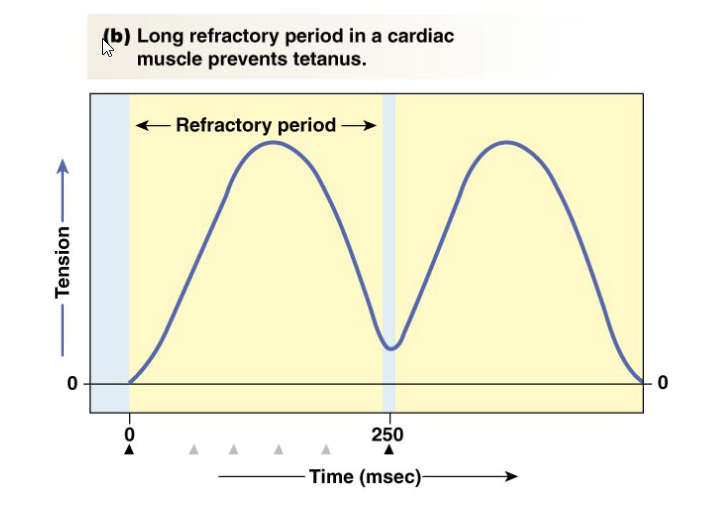 (b) Long refractory period in a cardiac
muscle prevents tetanus.
Refractory period
Tension
0
0
0
250
Time (msec)